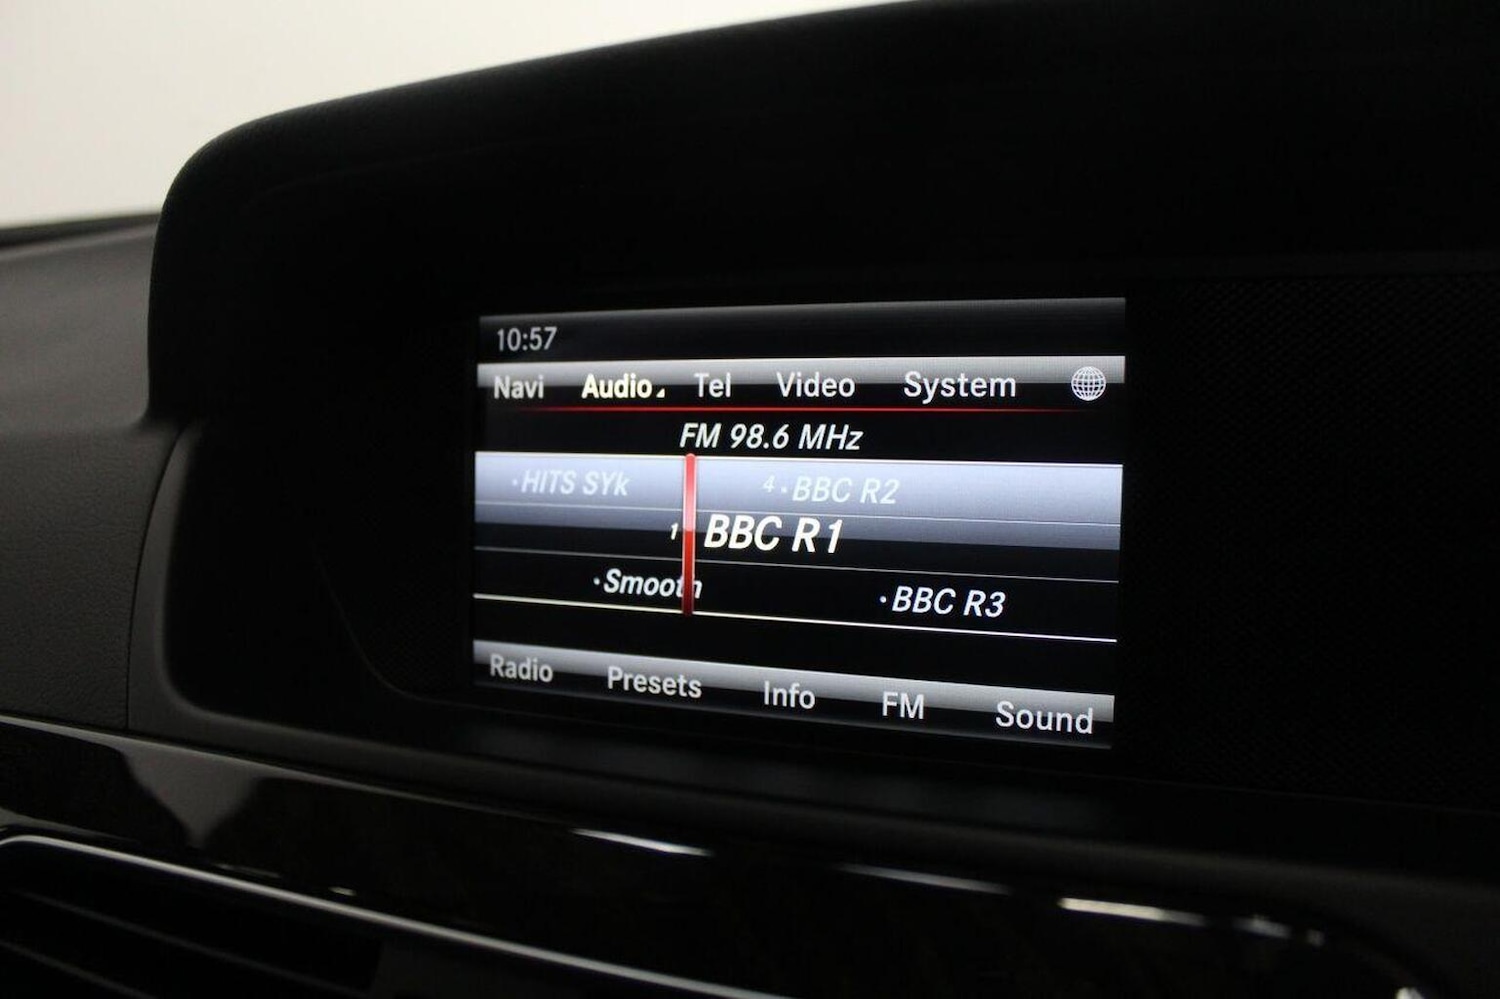 10:57
Navi Audio Tel Video System
FM 98.6 MHz
·HITS SYk 4·BBC R2
1 BBC R1
·Smooth ·BBC R3
Radio Presets Info FM Sound